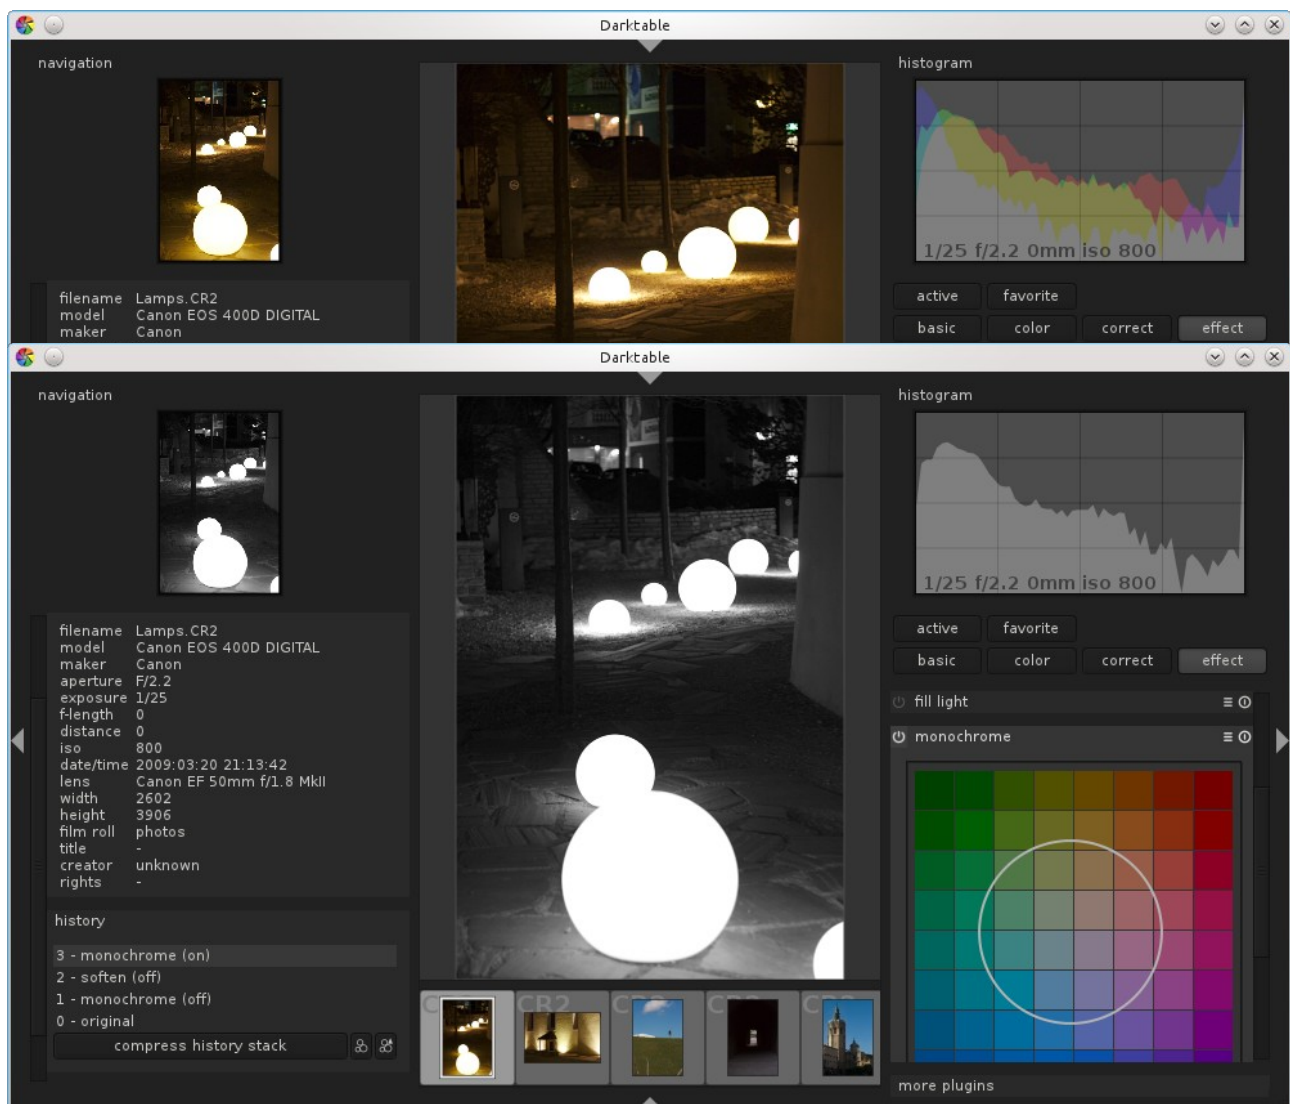 Darktable
navigation
histogram
1/25 f/2.2 0mm iso 800
filename Lamps.CR2
model Canon EOS 400D DIGITAL
maker Canon
active favorite
basic color correct effect
Darktable
navigation
histogram
1/25 f/2.2 0mm iso 800
filename Lamps.CR2
model Canon EOS 400D DIGITAL
maker Canon
aperture F/2.2
exposure 1/25
f-length 0
distance 0
iso 800
date/time 2009:03:20 21:13:42
lens Canon EF 50mm f/1.8 MkII
width 2602
height 3906
film roll photos
title -
creator unknown
rights -
history
3 - monochrome (on)
2 - soften (off)
1 - monochrome (off)
0 - original
compress history stack
CR2
active favorite
basic color correct effect
fill light
monochrome
more plugins